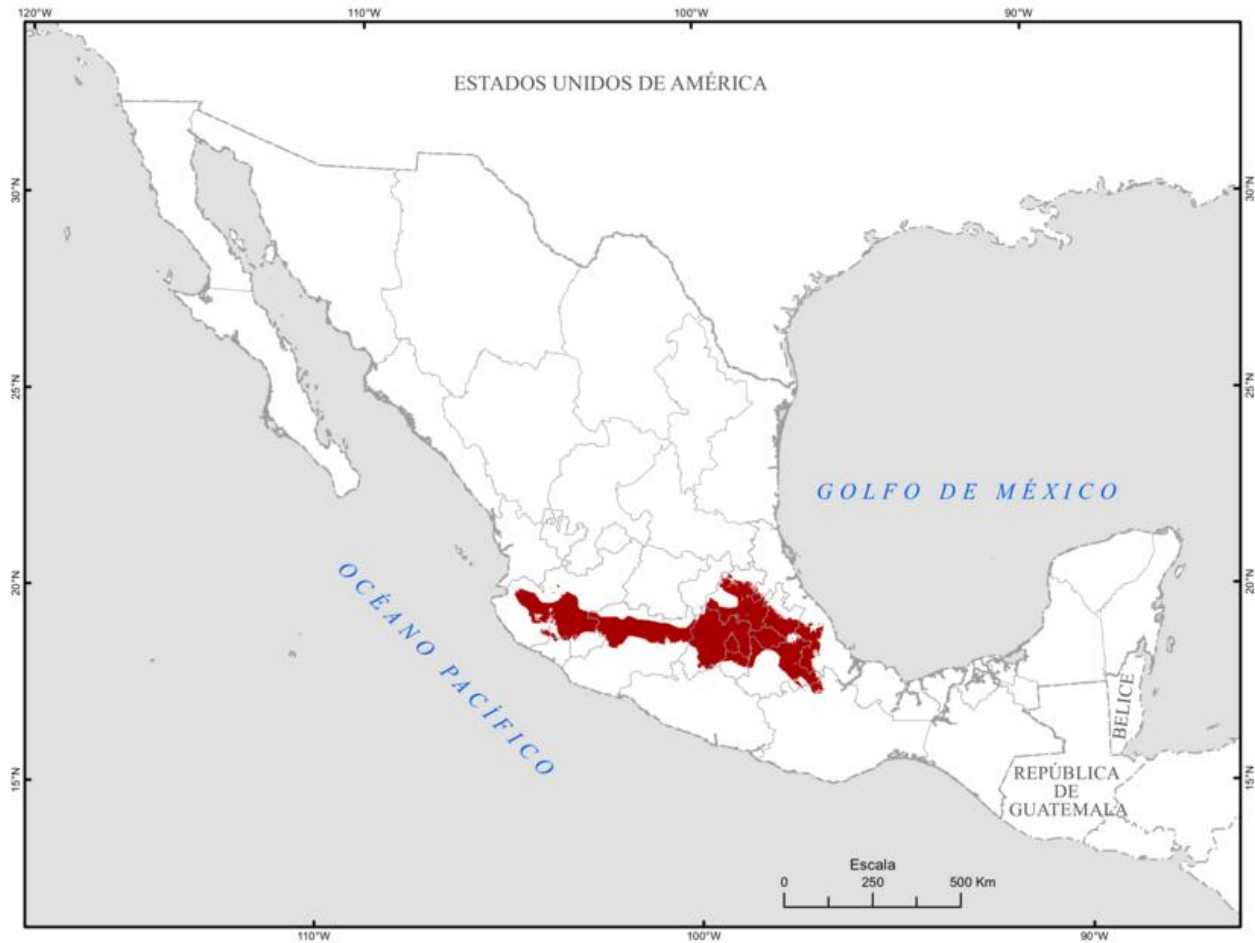 120°W 110°W 100°W 90°W
ESTADOS UNIDOS DE AMÉRICA
30°N 30°N
25°N 25°N
GOLFO DE MÉXICO
20°N 20°N
OCÉANO PACÍFICO
BELICE
15°N 15°N
REPÚBLICA
DE
GUATEMALA
Escala
0 250 500 Km
110°W 100°W 90°W